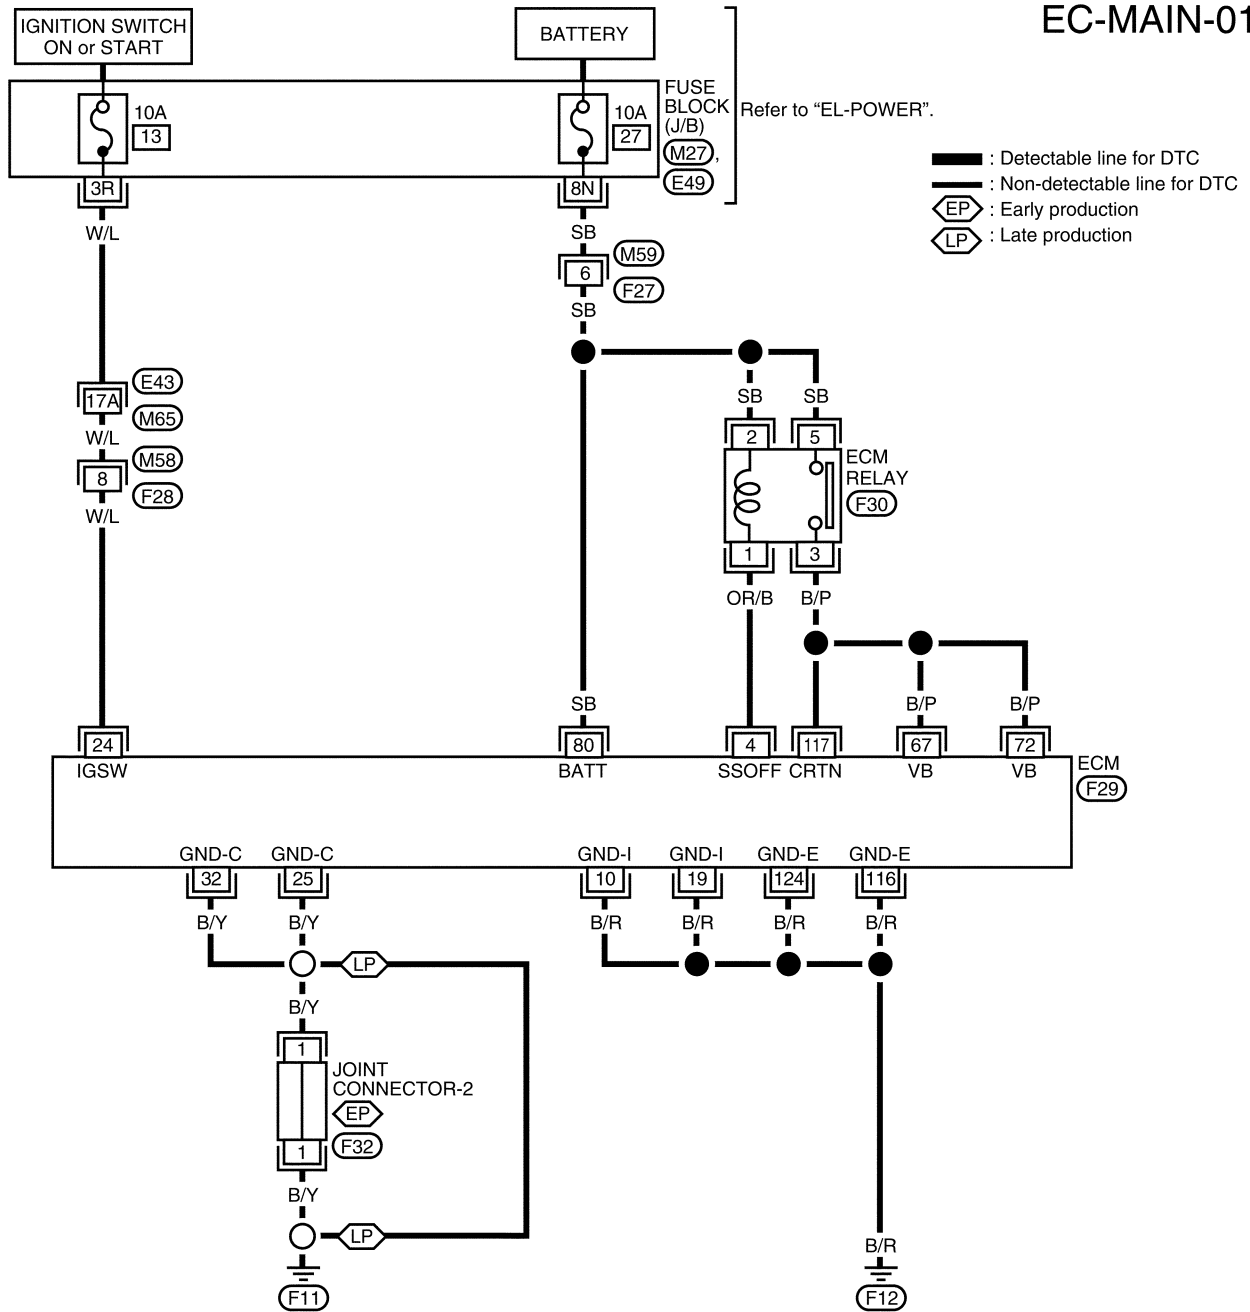 EC-MAIN-01
IGNITION SWITCH
ON or START
BATTERY
10A
13
10A
27
FUSE
BLOCK
(J/B)
M27,
E49
Refer to “EL-POWER”.
: Detectable line for DTC
: Non-detectable line for DTC
EP : Early production
LP : Late production
3R
8N
W/L
SB
6
M59
F27
SB
17A
E43
M65
W/L
8
M58
F28
W/L
SB
SB
2
5
ECM
RELAY
F30
1
3
OR/B
B/P
SB
B/P
B/P
24
80
4
117
67
72
IGSW
BATT
SSOFF
CRTN
VB
VB
ECM
F29
GND-C
GND-C
GND-I
GND-I
GND-E
GND-E
32
25
10
19
124
116
B/Y
B/Y
B/R
B/R
B/R
B/R
LP
B/Y
1
JOINT
CONNECTOR-2
EP
F32
1
B/Y
LP
B/R
F11
F12